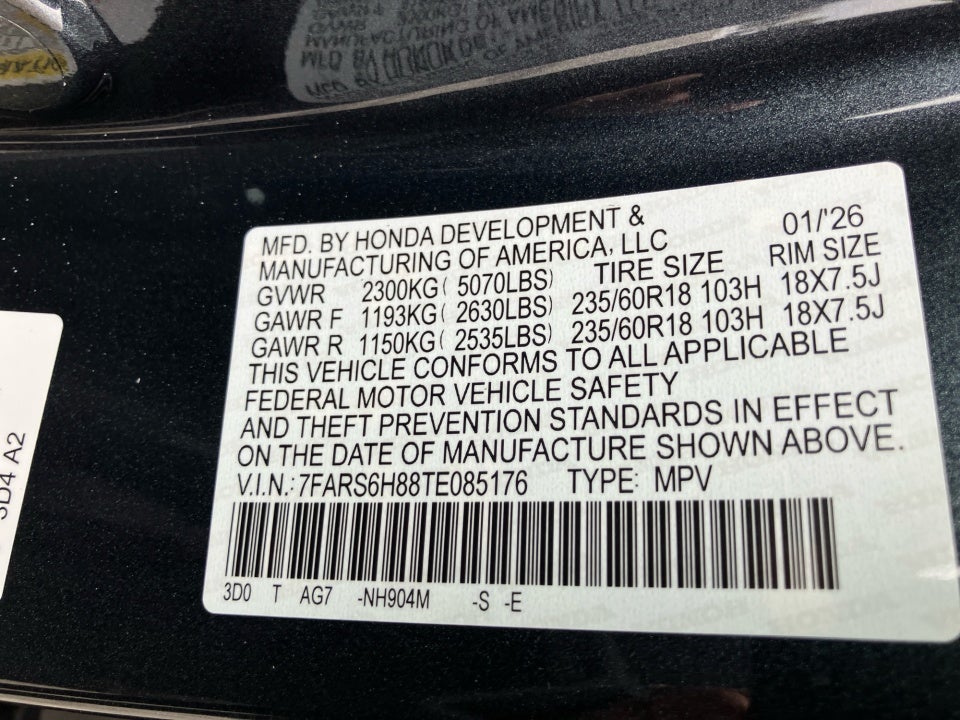 MFD. BY HONDA DEVELOPMENT & 01/'26
MANUFACTURING OF AMERICA, LLC
TIRE SIZE RIM SIZE
GVWR 2300KG( 5070LBS)
GAWR F 1193KG( 2630LBS) 235/60R18 103H 18X7.5J
GAWR R 1150KG( 2535LBS) 235/60R18 103H 18X7.5J
THIS VEHICLE CONFORMS TO ALL APPLICABLE
FEDERAL MOTOR VEHICLE SAFETY
AND THEFT PREVENTION STANDARDS IN EFFECT
ON THE DATE OF MANUFACTURE SHOWN ABOVE.
V.I.N.: 7FARS6H88TE085176 TYPE: MPV
3D0 T AG7 -NH904M -S -E
3D4 A2